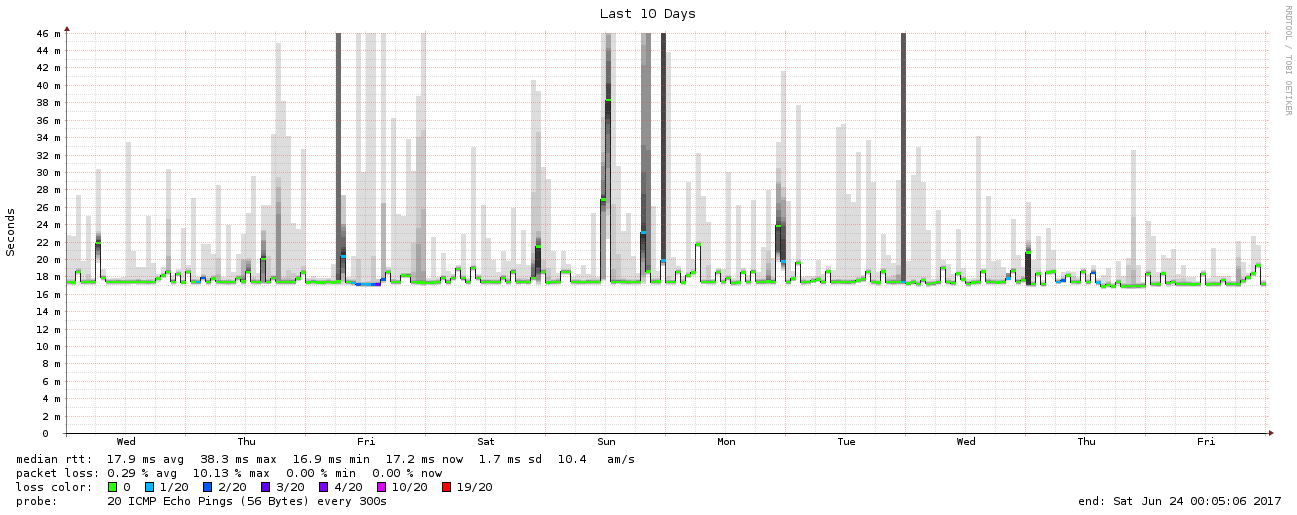 Last 10 Days
RRDTOOL / TOBI OETIKER
Seconds
46 m
44 m
42 m
40 m
38 m
36 m
34 m
32 m
30 m
28 m
26 m
24 m
22 m
20 m
18 m
16 m
14 m
12 m
10 m
8 m
6 m
4 m
2 m
0
Wed Thu Fri Sat Sun Mon Tue Wed Thu Fri
median rtt: 17.9 ms avg 38.3 ms max 16.9 ms min 17.2 ms now 1.7 ms sd 10.4 am/s
packet loss: 0.29 % avg 10.13 % max 0.00 % min 0.00 % now
loss color: 0 1/20 2/20 3/20 4/20 10/20 19/20
probe: 20 ICMP Echo Pings (56 Bytes) every 300s end: Sat Jun 24 00:05:06 2017